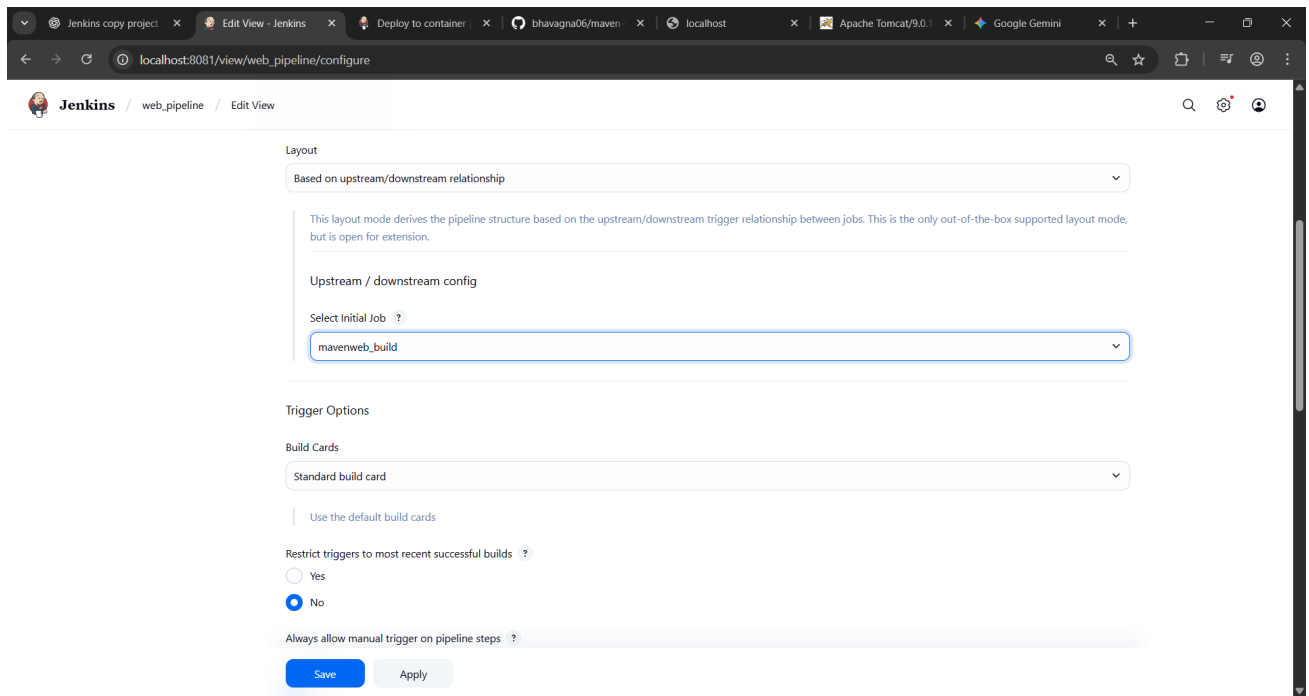 Jenkins copy project
Edit View - Jenkins
Deploy to container
bhavagna06/maven-
localhost
Apache Tomcat/9.0.1
Google Gemini
localhost:8081/view/web_pipeline/configure
Jenkins / web_pipeline / Edit View
Layout
Based on upstream/downstream relationship
This layout mode derives the pipeline structure based on the upstream/downstream trigger relationship between jobs. This is the only out-of-the-box supported layout mode,
but is open for extension.
Upstream / downstream config
Select Initial Job ?
mavenweb_build
Trigger Options
Build Cards
Standard build card
Use the default build cards
Restrict triggers to most recent successful builds ?
Yes
No
Always allow manual trigger on pipeline steps ?
Save
Apply